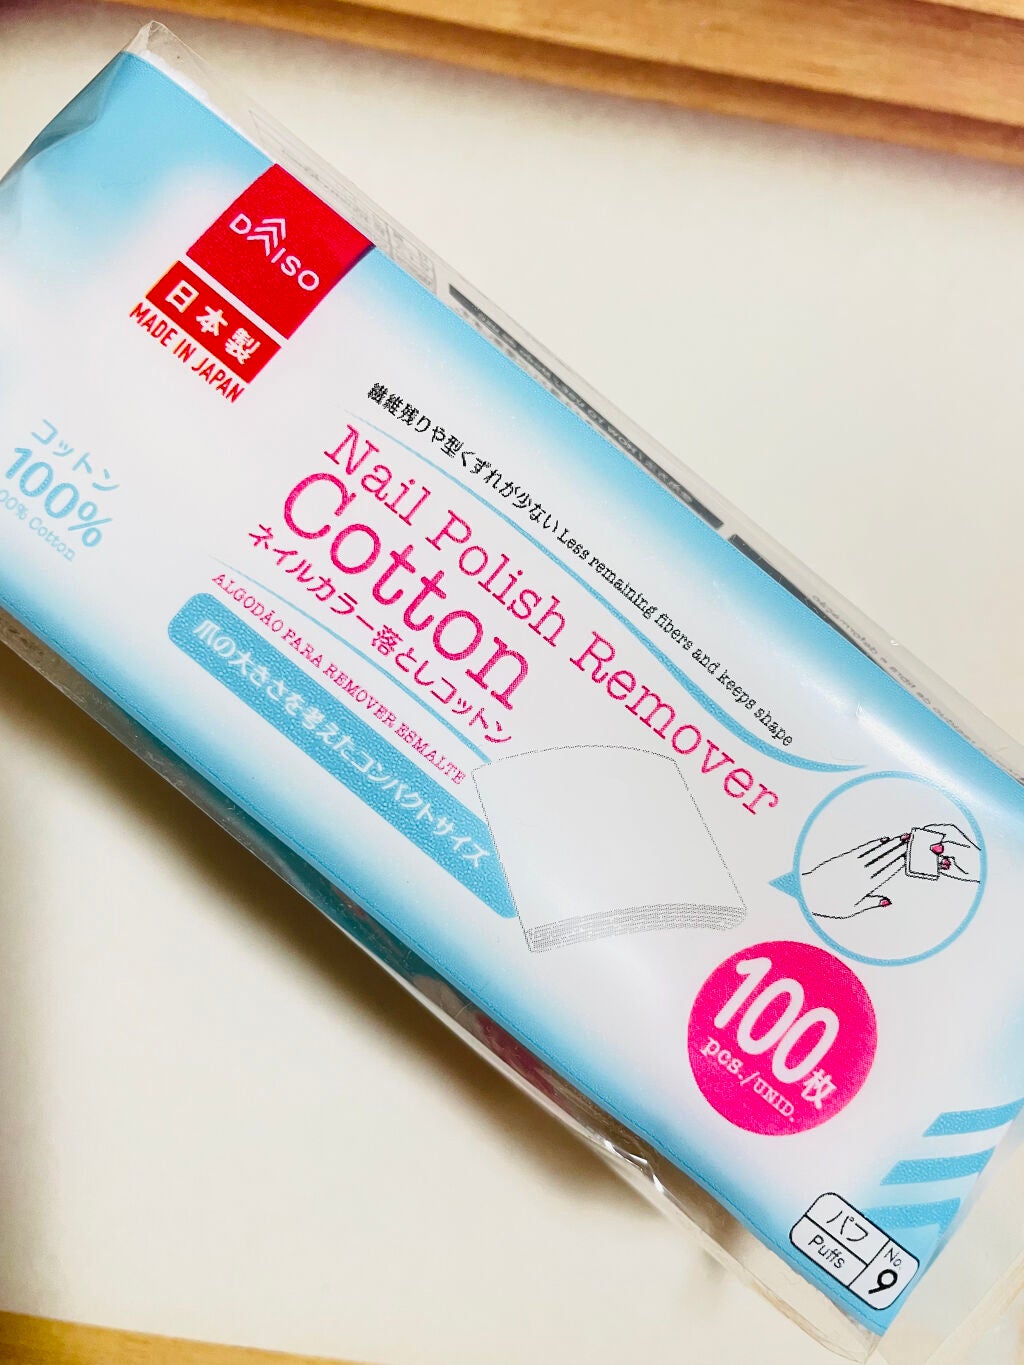 DAISO
日本製
MADE IN JAPAN
コットン
100%
100% Cotton
繊維残りや型くずれが少ない Less remaining fibers and keeps shape
Nail Polish Remover
Cotton
ネイルカラー落としコットン
ALGODÃO PARA REMOVER ESMALTE
爪の大きさを考えたコンパクトサイズ
100枚
pcs./UNID.
パフ
Puffs
No.
9